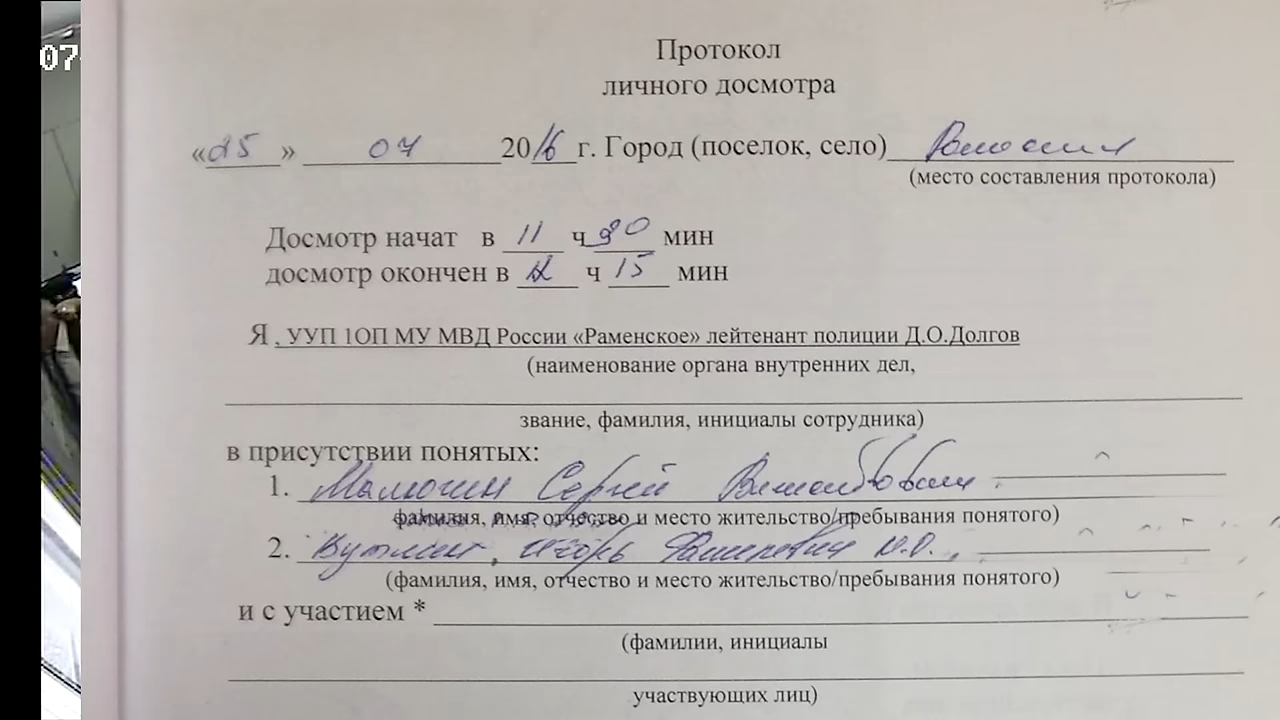 07
Протокол
личного досмотра
«25» 07 2016 г. Город (поселок, село)
(место составления протокола)
Досмотр начат в 11 ч мин
досмотр окончен в 12 ч 15 мин
Я , УУП 1ОП МУ МВД России «Раменское» лейтенант полиции Д.О.Долгов
(наименование органа внутренних дел,
звание, фамилия, инициалы сотрудника)
в присутствии понятых:
1. Сергей
фамилия, имя, отчество и место жительство/пребывания понятого)
2. Игорь
(фамилия, имя, отчество и место жительство/пребывания понятого)
и с участием *
(фамилии, инициалы
участвующих лиц)